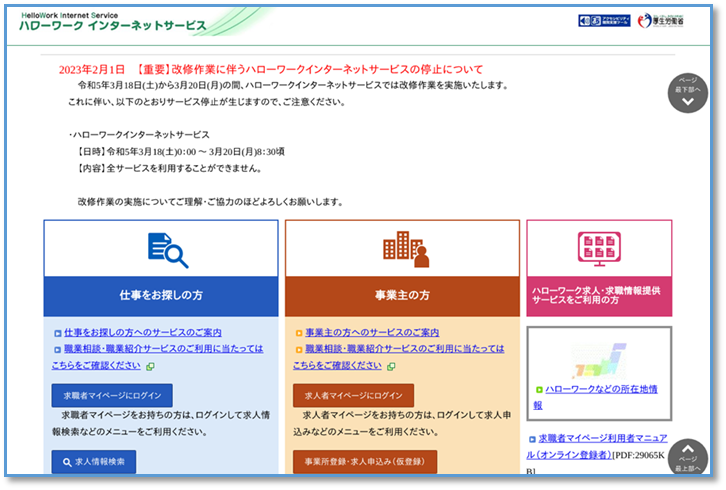 HelloWork Internet Service
ハローワーク インターネットサービス
アクセシビリティ
閲覧支援ツール
厚生労働省
2023年2月1日　【重要】改修作業に伴うハローワークインターネットサービスの停止について
令和5年3月18日(土)から3月20日(月)の間、ハローワークインターネットサービスでは改修作業を実施いたします。
これに伴い、以下のとおりサービス停止が生じますので、ご注意ください。
ページ
最下部へ
・ハローワークインターネットサービス
【日時】令和5年3月18(土)0:00 ～ 3月20日(月)8:30頃
【内容】全サービスを利用することができません。
改修作業の実施についてご理解・ご協力のほどよろしくお願いします。
仕事をお探しの方
仕事をお探しの方へのサービスのご案内
職業相談・職業紹介サービスのご利用に当たっては
こちらをご確認ください
求職者マイページにログイン
求職者マイページをお持ちの方は、ログインして求人情
報検索などのメニューをご利用ください。
求人情報検索
事業主の方
事業主の方へのサービスのご案内
職業相談・職業紹介サービスのご利用に当たっては
こちらをご確認ください
求人者マイページにログイン
求人者マイページをお持ちの方は、ログインして求人申
込みなどのメニューをご利用ください。
事業所登録・求人申込み(仮登録)
ハローワーク求人・求職情報提供
サービスをご利用の方
ハローワークなどの所在地情
報
求職者マイページ利用者マニュア
ル（オンライン登録者）[PDF:29065K
B]
ページ
最上部へ